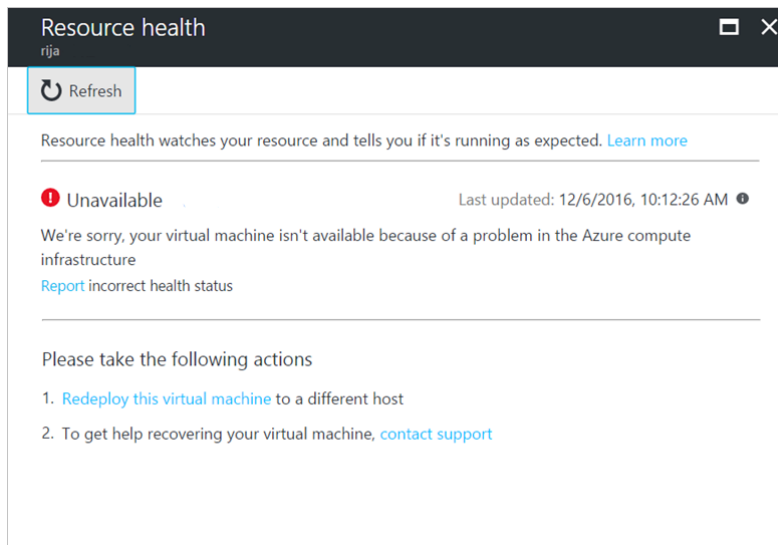 Resource health
rija
Refresh
Resource health watches your resource and tells you if it's running as expected. Learn more
Unavailable
Last updated: 12/6/2016, 10:12:26 AM
We're sorry, your virtual machine isn't available because of a problem in the Azure compute
infrastructure
Report incorrect health status
Please take the following actions
1. Redeploy this virtual machine to a different host
2. To get help recovering your virtual machine, contact support